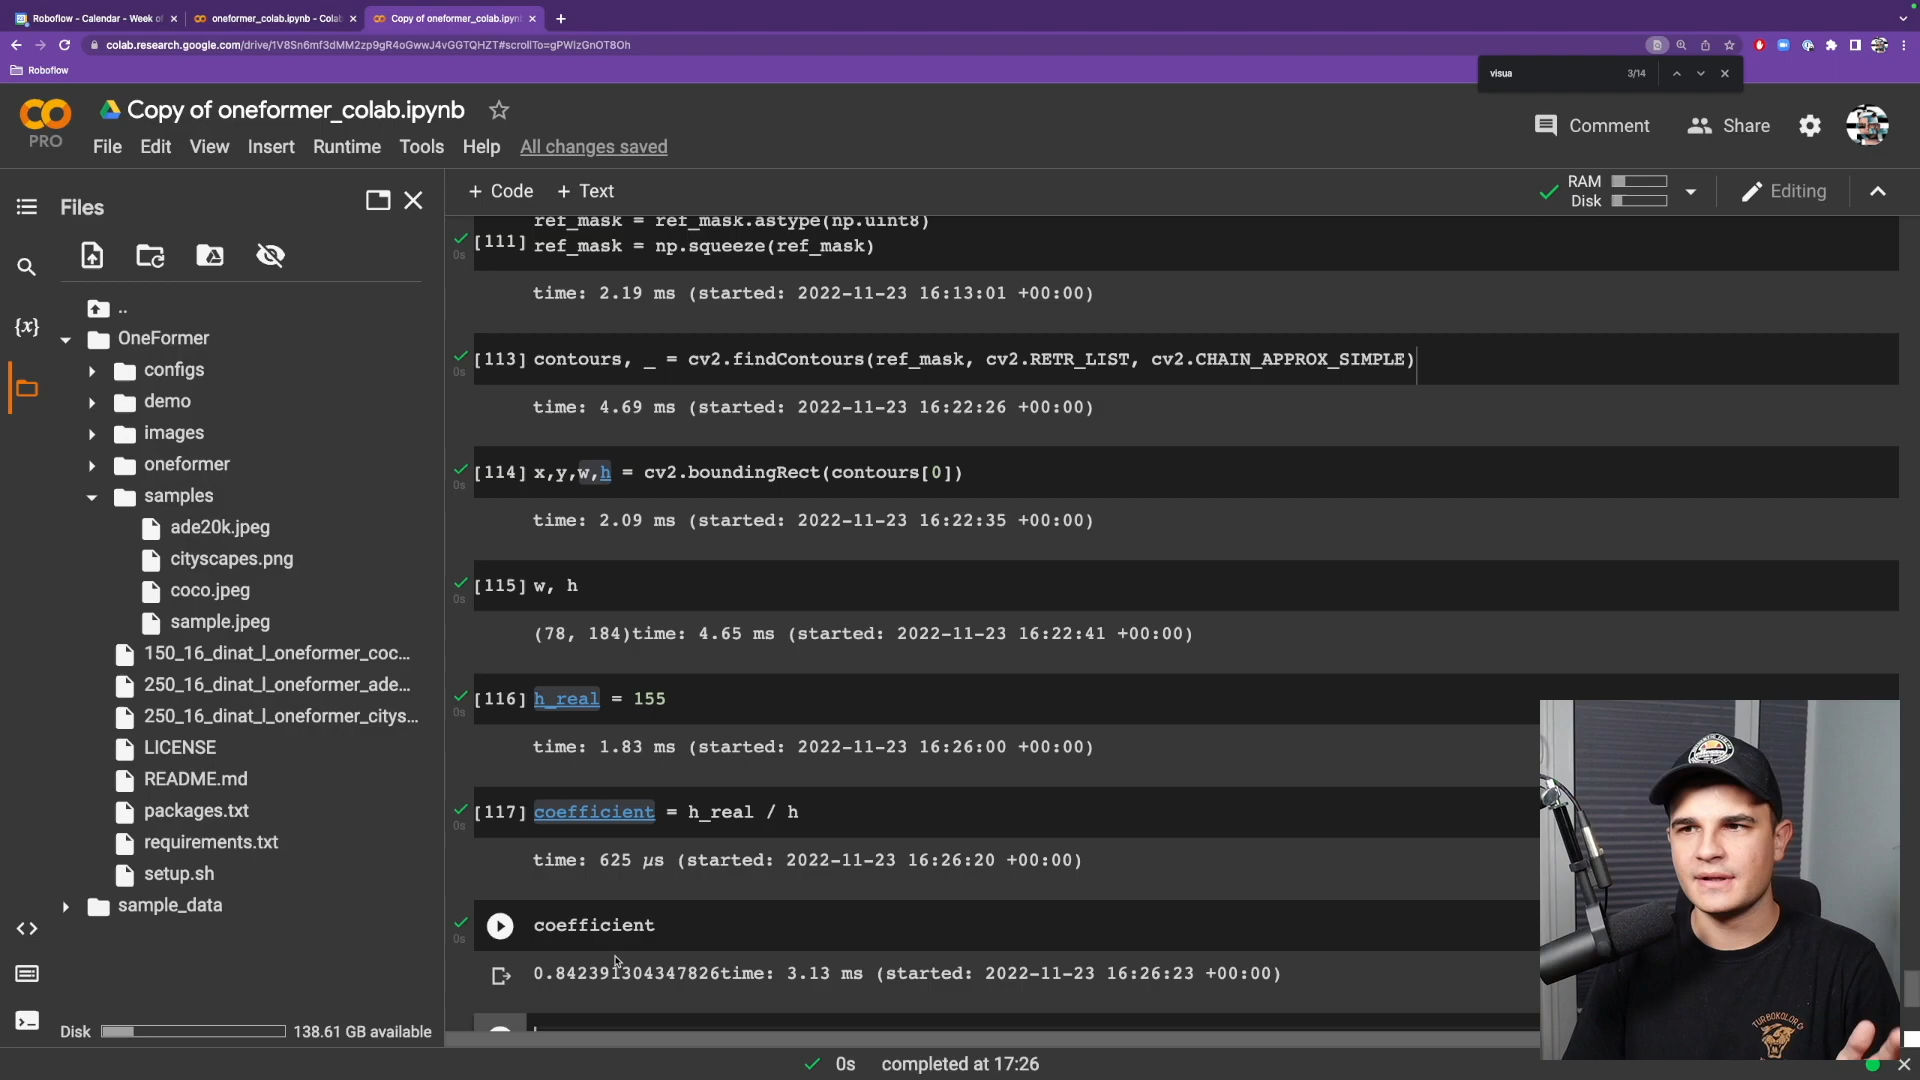 Roboflow - Calendar - Week of
oneformer_colab.ipynb - Colab
Copy of oneformer_colab.ipynb
colab.research.google.com/drive/1V8Sn6mf3dMM2zp9gR4oGwwJ4vGGTQHZT#scrollTo=gPWlzGnOT8Oh
Roboflow
visua 3/14
Copy of oneformer_colab.ipynb
PRO
File Edit View Insert Runtime Tools Help All changes saved
Comment Share
Files
+ Code + Text
RAM
Disk
Editing
..
OneFormer
configs
demo
images
oneformer
samples
ade20k.jpeg
cityscapes.png
coco.jpeg
sample.jpeg
150_16_dinat_l_oneformer_coc...
250_16_dinat_l_oneformer_ade...
250_16_dinat_l_oneformer_citys...
LICENSE
README.md
packages.txt
requirements.txt
setup.sh
sample_data
Disk 138.61 GB available
ref_mask = ref_mask.astype(np.uint8)
[111] ref_mask = np.squeeze(ref_mask)
0s
time: 2.19 ms (started: 2022-11-23 16:13:01 +00:00)
[113] contours, _ = cv2.findContours(ref_mask, cv2.RETR_LIST, cv2.CHAIN_APPROX_SIMPLE)
0s
time: 4.69 ms (started: 2022-11-23 16:22:26 +00:00)
[114] x,y,w,h = cv2.boundingRect(contours[0])
0s
time: 2.09 ms (started: 2022-11-23 16:22:35 +00:00)
[115] w, h
0s
(78, 184)time: 4.65 ms (started: 2022-11-23 16:22:41 +00:00)
[116] h_real = 155
0s
time: 1.83 ms (started: 2022-11-23 16:26:00 +00:00)
[117] coefficient = h_real / h
0s
time: 625 µs (started: 2022-11-23 16:26:20 +00:00)
coefficient
0s
0.842391304347826time: 3.13 ms (started: 2022-11-23 16:26:23 +00:00)
0s completed at 17:26